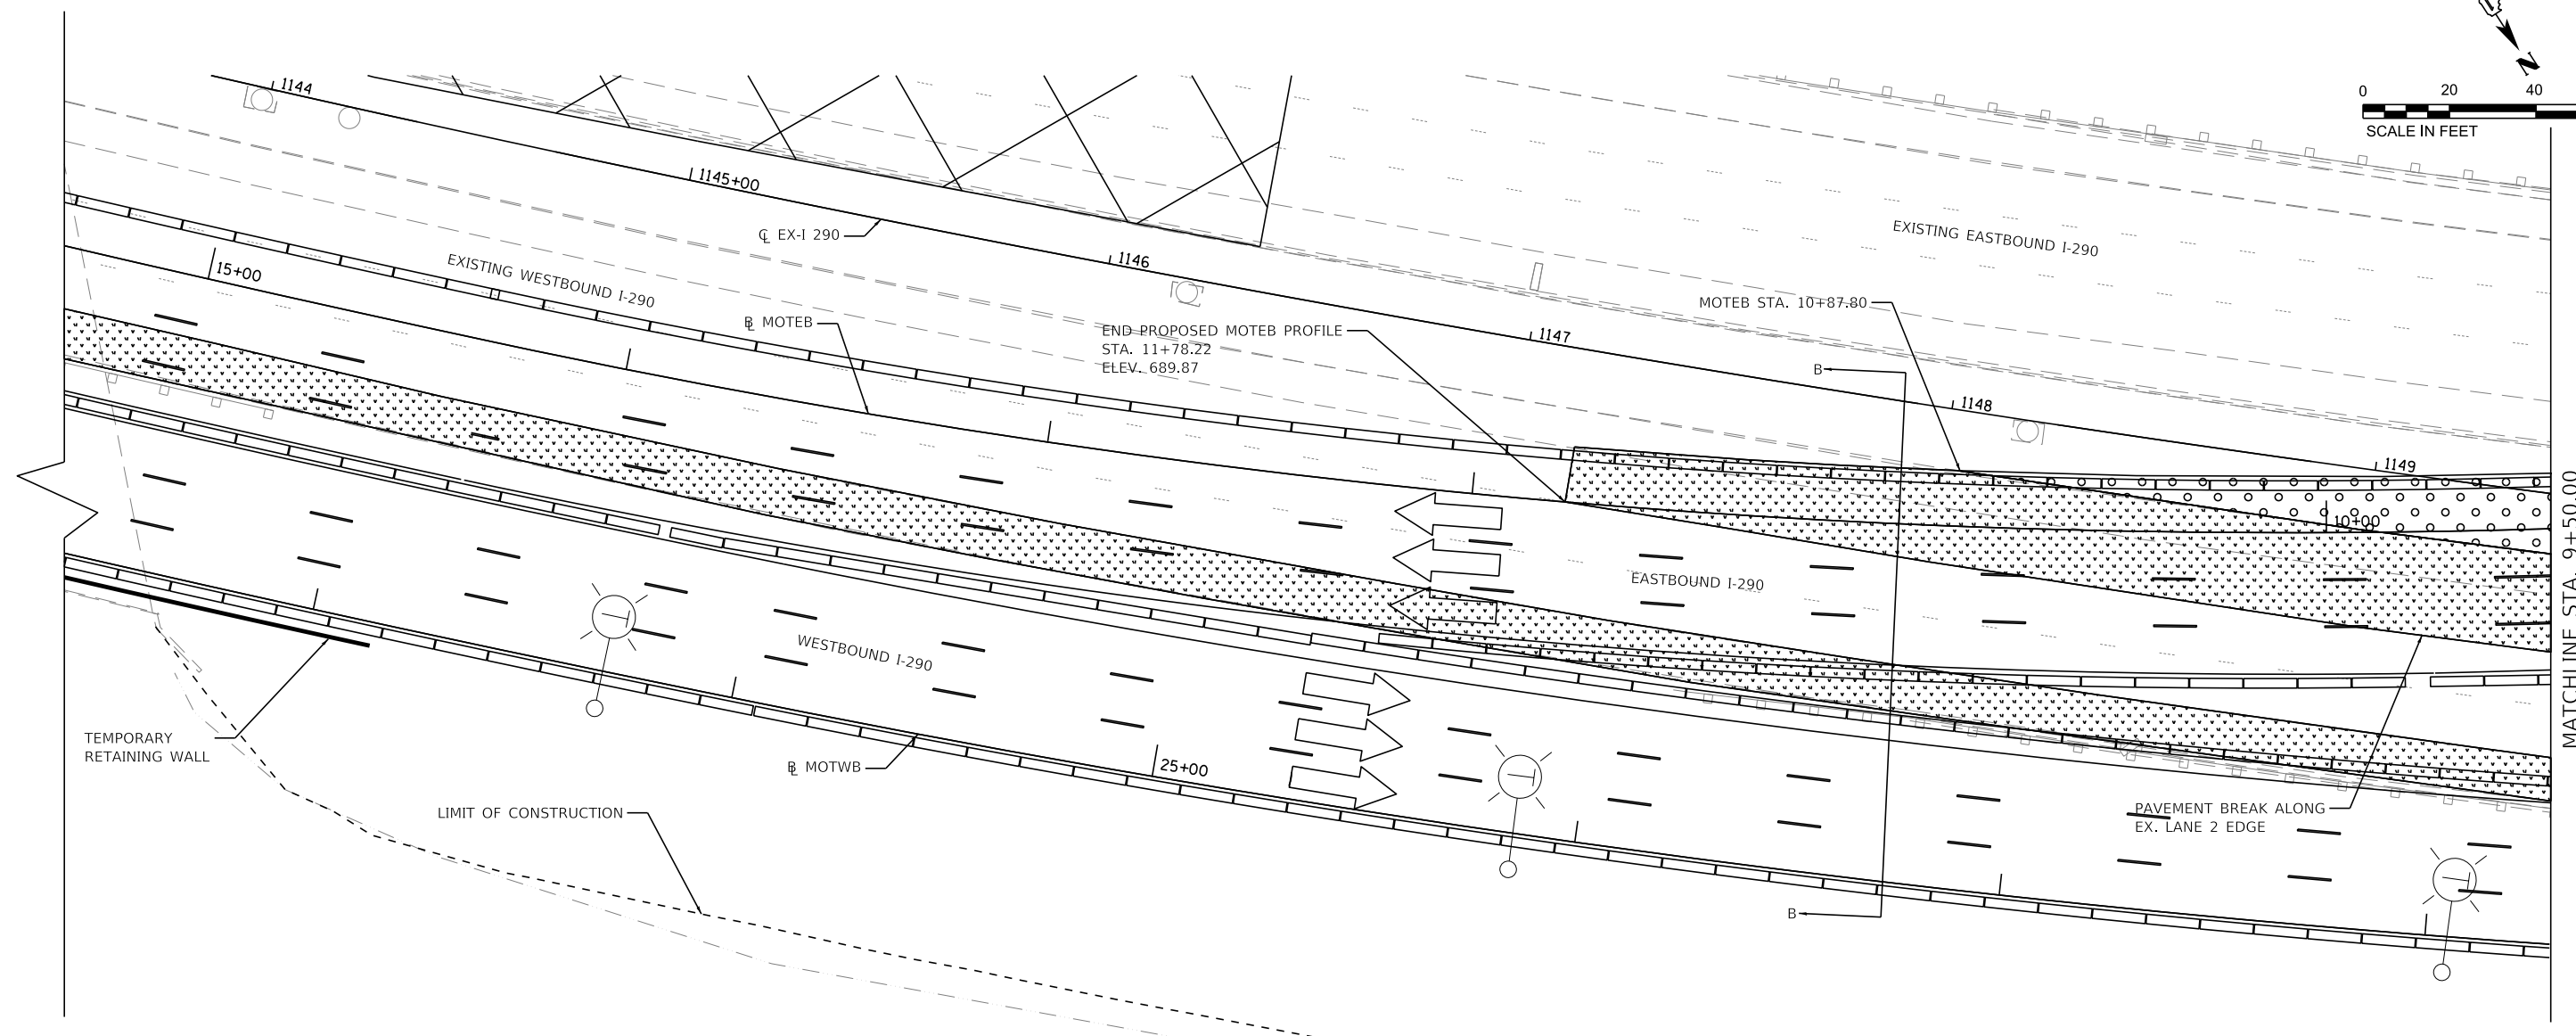 N
0 20 40
SCALE IN FEET
1144
1145+00
℄ EX-I 290
1146
EXISTING EASTBOUND I-290
15+00
EXISTING WESTBOUND I-290
MOTEB STA. 10+87.80
℄ MOTEB
END PROPOSED MOTEB PROFILE
STA. 11+78.22
ELEV. 689.87
1147
B
1148
1149
10+00
MATCHLINE STA. 9+50.00
EASTBOUND I-290
WESTBOUND I-290
TEMPORARY
RETAINING WALL
B̲L MOTWB
25+00
LIMIT OF CONSTRUCTION
PAVEMENT BREAK ALONG
EX. LANE 2 EDGE
B